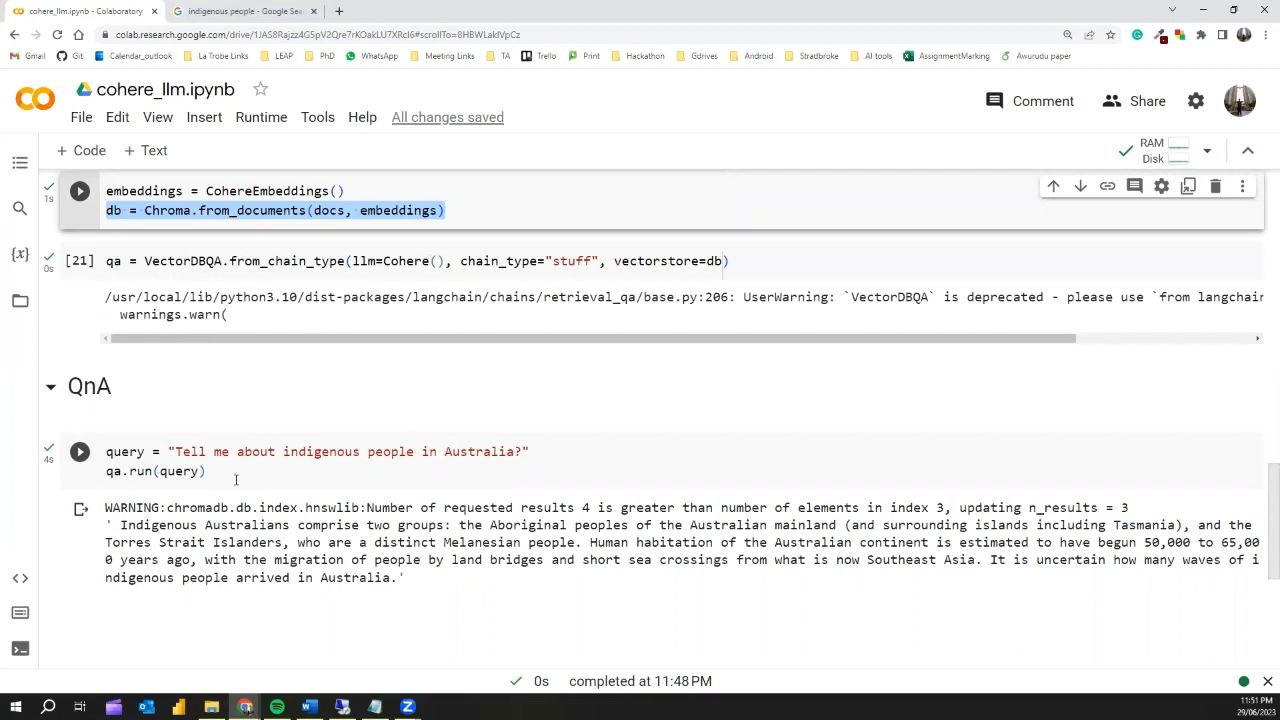 cohere_llm.ipynb - Colaboratory
indigenous people - Google Sea
colab.research.google.com/drive/1JAS8Rajzz4G5pV2Qre7rKOakLU7XRcI6#scrollTo=8HBWLakIVpCz
Gmail Git Calendar_outlook La Trobe Links LEAP PhD WhatsApp Meeting Links TA Trello Print Hackathon Gdrives Android Stradbroke AI tools AssignmentMarking Awurudu paper
cohere_llm.ipynb
Comment Share
File Edit View Insert Runtime Tools Help All changes saved
+ Code + Text
RAM
Disk
embeddings = CohereEmbeddings()
1s
db = Chroma.from_documents(docs, embeddings)
[21] qa = VectorDBQA.from_chain_type(llm=Cohere(), chain_type="stuff", vectorstore=db)
0s
/usr/local/lib/python3.10/dist-packages/langchain/chains/retrieval_qa/base.py:206: UserWarning: `VectorDBQA` is deprecated - please use `from langchain
warnings.warn(
QnA
query = "Tell me about indigenous people in Australia?"
4s
qa.run(query)
WARNING:chromadb.db.index.hnswlib:Number of requested results 4 is greater than number of elements in index 3, updating n_results = 3
' Indigenous Australians comprise two groups: the Aboriginal peoples of the Australian mainland (and surrounding islands including Tasmania), and the
Torres Strait Islanders, who are a distinct Melanesian people. Human habitation of the Australian continent is estimated to have begun 50,000 to 65,00
0 years ago, with the migration of people by land bridges and short sea crossings from what is now Southeast Asia. It is uncertain how many waves of i
ndigenous people arrived in Australia.'
0s completed at 11:48 PM
11:51 PM
29/06/2023